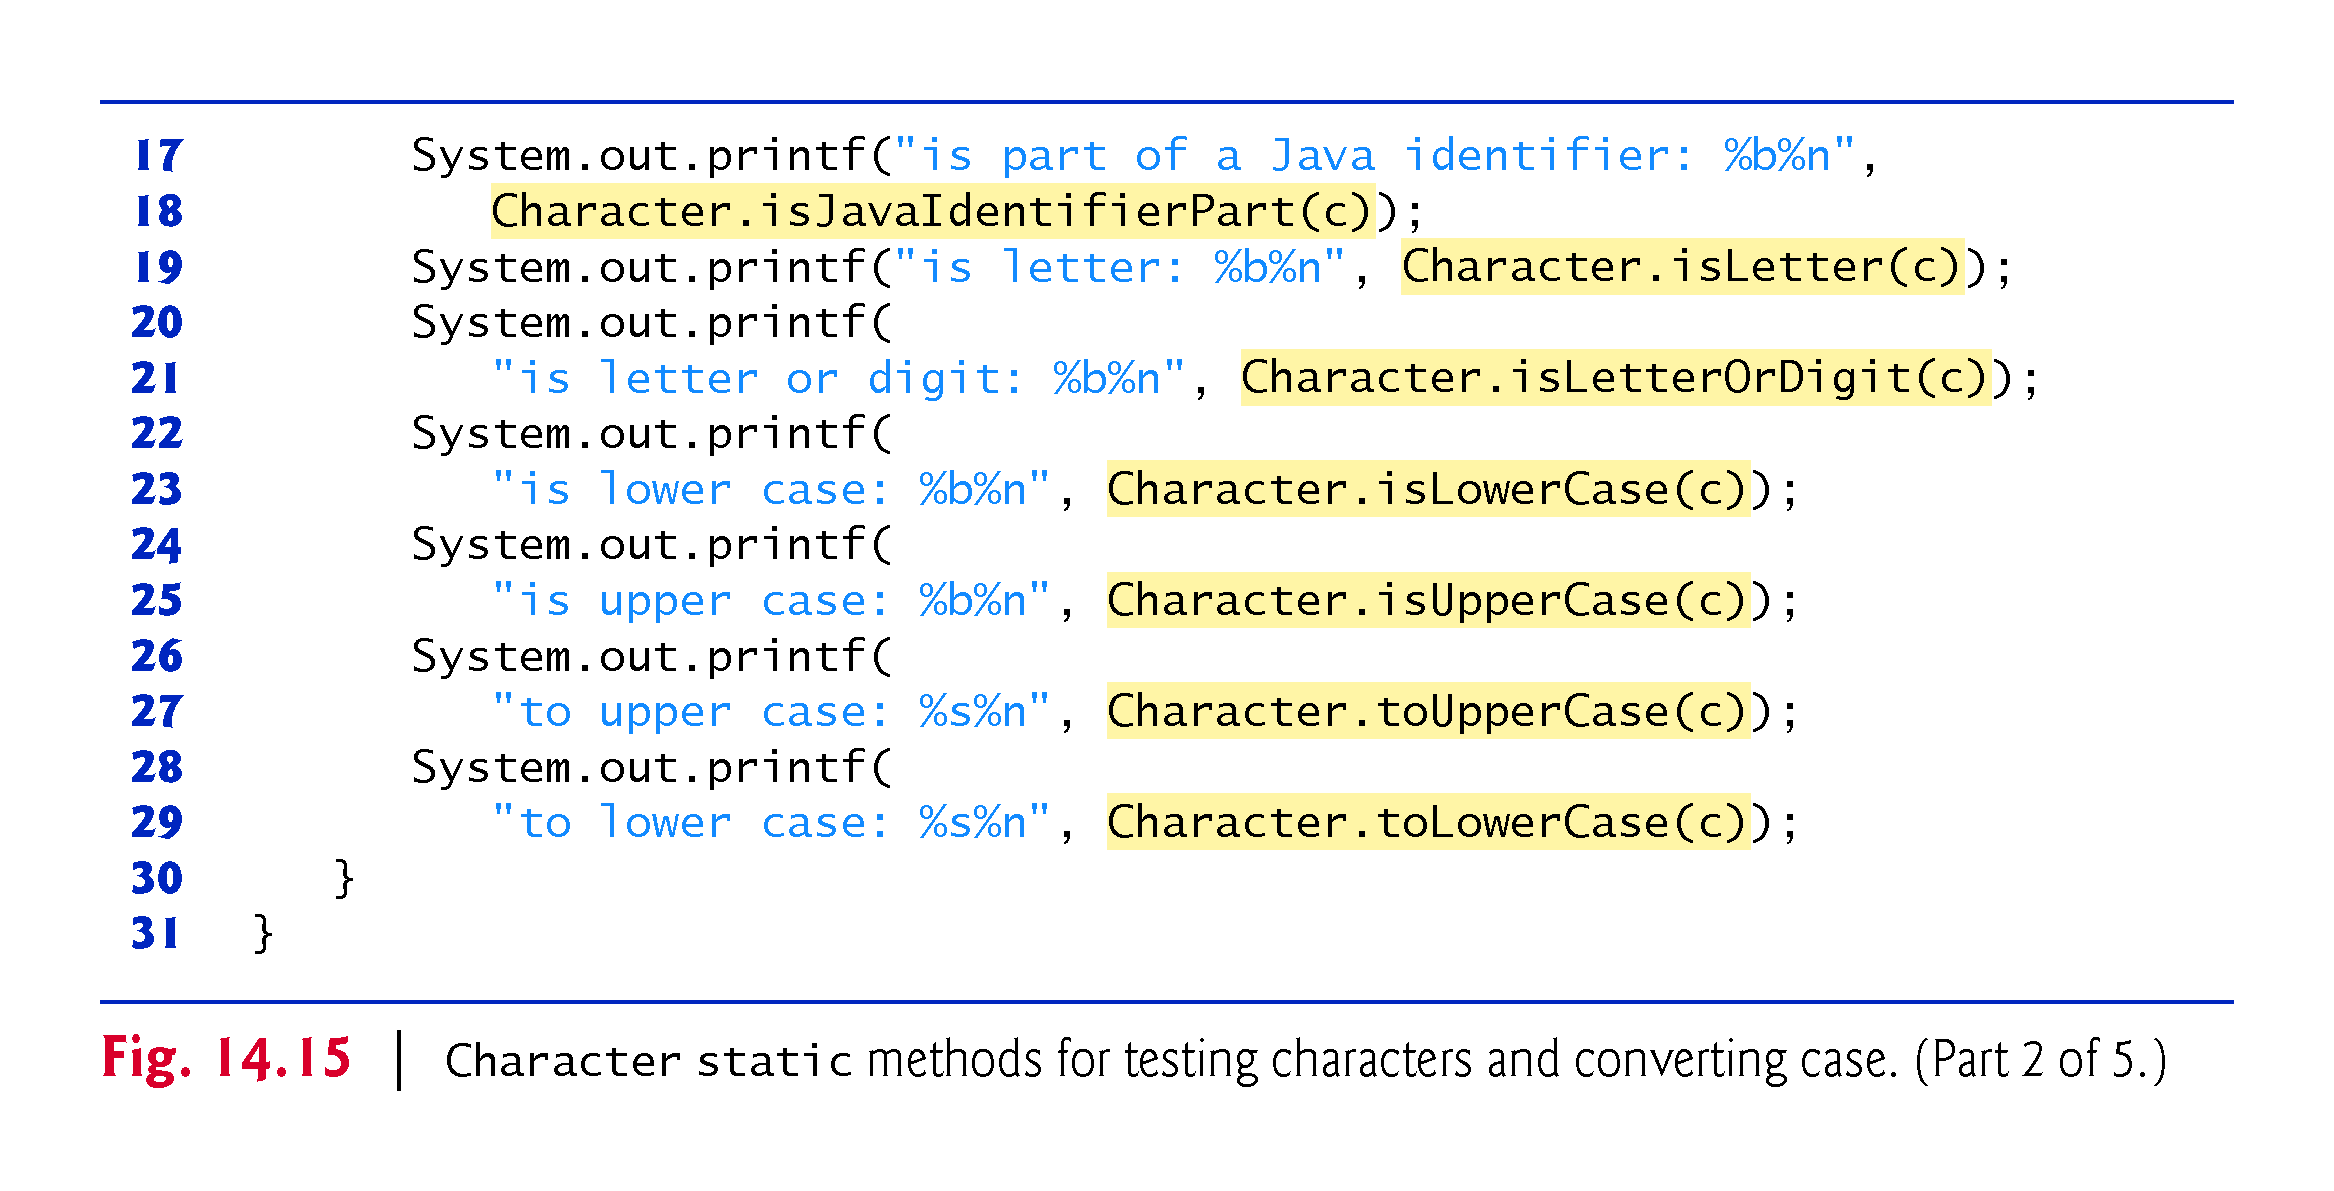 17 System.out.printf("is part of a Java identifier: %b%n",
18 Character.isJavaIdentifierPart(c));
19 System.out.printf("is letter: %b%n", Character.isLetter(c));
20 System.out.printf(
21 "is letter or digit: %b%n", Character.isLetterOrDigit(c));
22 System.out.printf(
23 "is lower case: %b%n", Character.isLowerCase(c));
24 System.out.printf(
25 "is upper case: %b%n", Character.isUpperCase(c));
26 System.out.printf(
27 "to upper case: %s%n", Character.toUpperCase(c));
28 System.out.printf(
29 "to lower case: %s%n", Character.toLowerCase(c));
30 }
31 }
Fig. 14.15 | Character static methods for testing characters and converting case. (Part 2 of 5.)